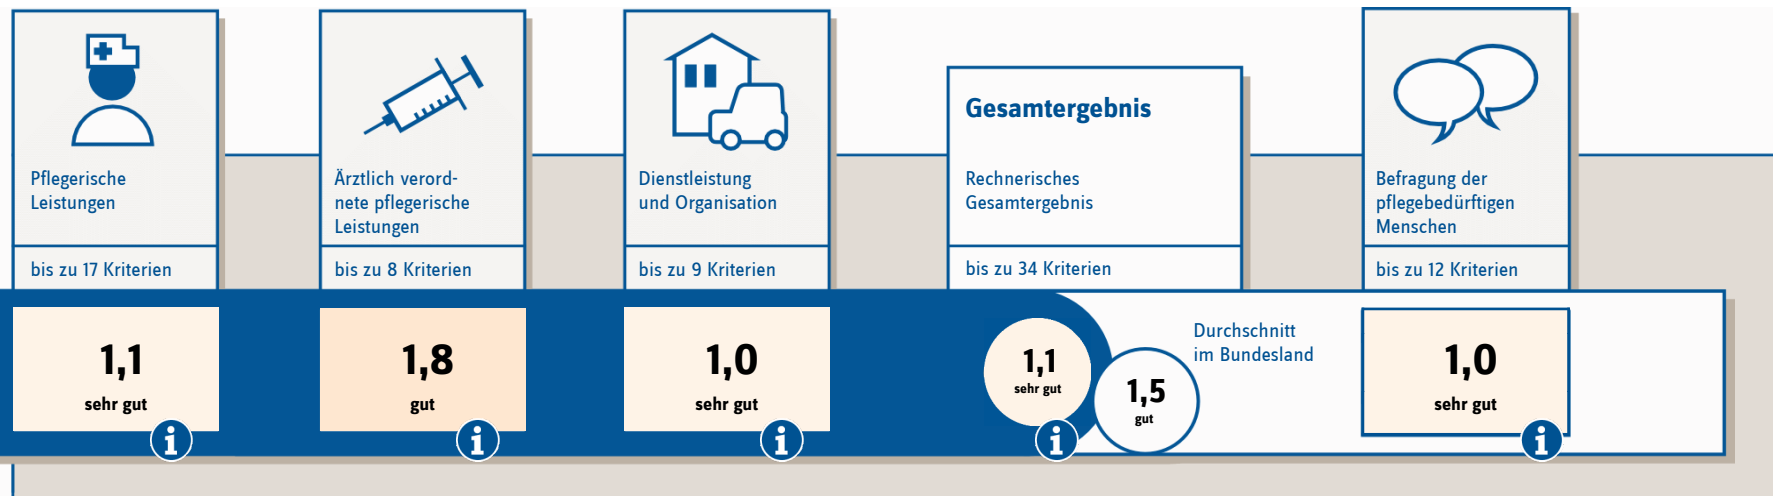 Pflegerische
Leistungen
bis zu 17 Kriterien
1,1
sehr gut
i
Ärztlich verord-
nete pflegerische
Leistungen
bis zu 8 Kriterien
1,8
gut
i
Dienstleistung
und Organisation
bis zu 9 Kriterien
1,0
sehr gut
i
Gesamtergebnis
Rechnerisches
Gesamtergebnis
bis zu 34 Kriterien
1,1
sehr gut
i
1,5
gut
Durchschnitt
im Bundesland
Befragung der
pflegebedürftigen
Menschen
bis zu 12 Kriterien
1,0
sehr gut
i